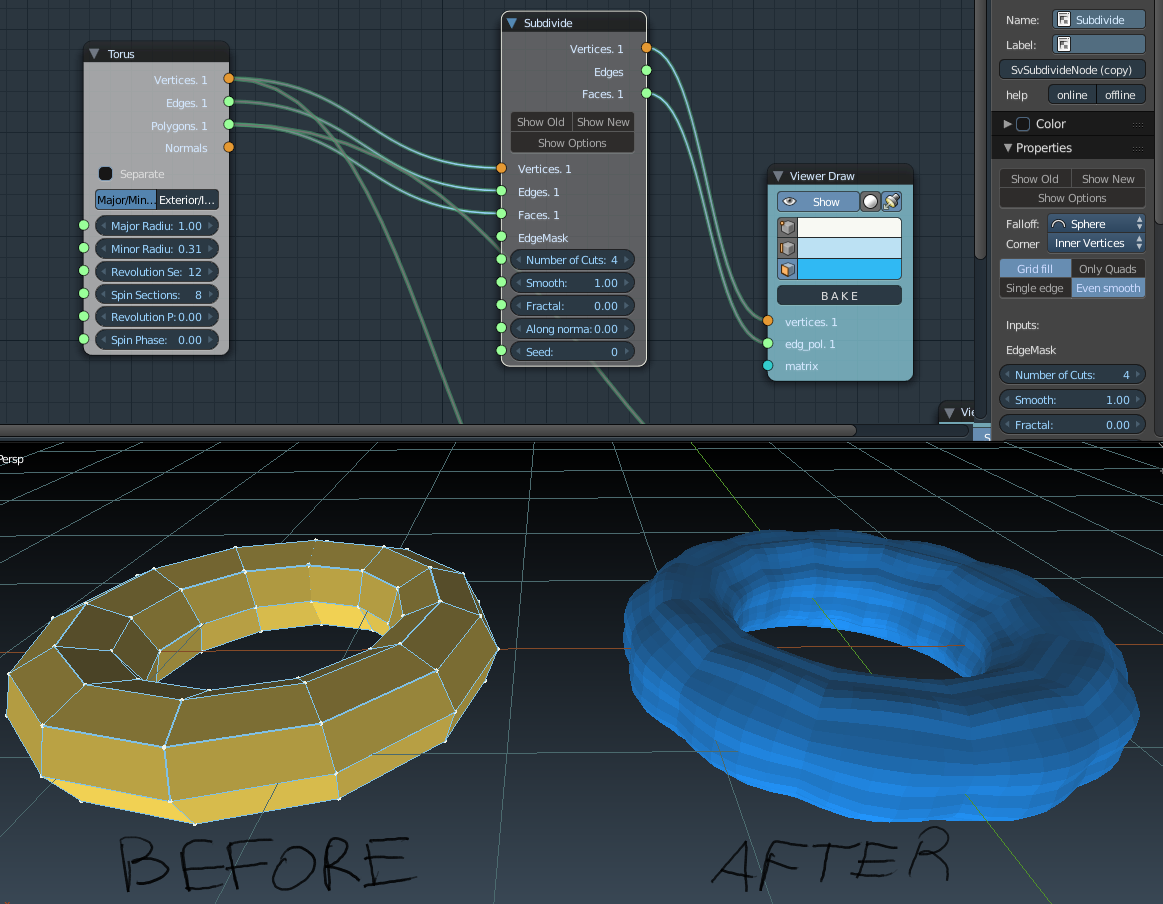 Torus
Vertices. 1
Edges. 1
Polygons. 1
Normals
Separate
Major/Min... Exterior/I...
Major Radiu: 1.00
Minor Radiu: 0.31
Revolution Se: 12
Spin Sections: 8
Revolution P: 0.00
Spin Phase: 0.00
Subdivide
Vertices. 1
Edges
Faces. 1
Show Old Show New
Show Options
Vertices. 1
Edges. 1
Faces. 1
EdgeMask
Number of Cuts: 4
Smooth: 1.00
Fractal: 0.00
Along norma: 0.00
Seed: 0
Viewer Draw
Show
BAKE
vertices. 1
edg_pol. 1
matrix
Vie
S
Name: Subdivide
Label:
SvSubdivideNode (copy)
help online offline
Color
Properties
Show Old Show New
Show Options
Falloff: Sphere
Corner Inner Vertices
Grid fill Only Quads
Single edge Even smooth
Inputs:
EdgeMask
Number of Cuts: 4
Smooth: 1.00
Fractal: 0.00
Persp
BEFORE AFTER